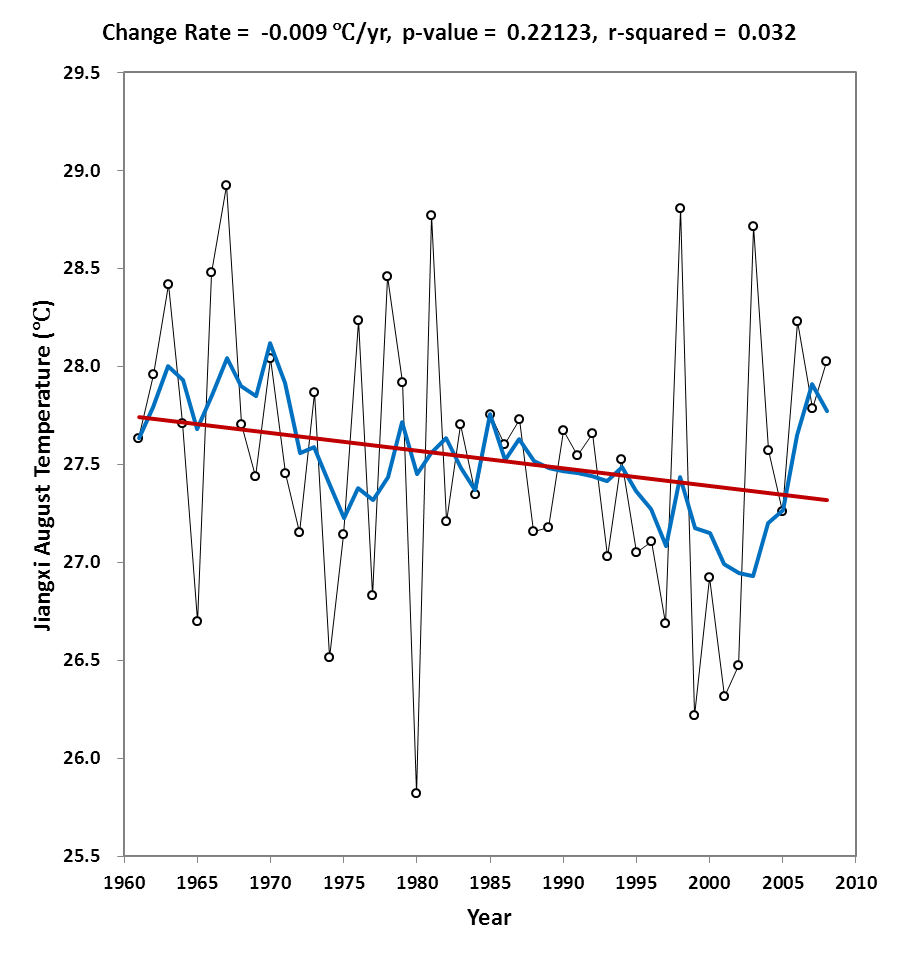 Change Rate = -0.009 ℃/yr, p-value = 0.22123, r-squared = 0.032
29.5
29.0
28.5
28.0
27.5
27.0
26.5
26.0
25.5
Jiangxi August Temperature (℃)
1960 1965 1970 1975 1980 1985 1990 1995 2000 2005 2010
Year